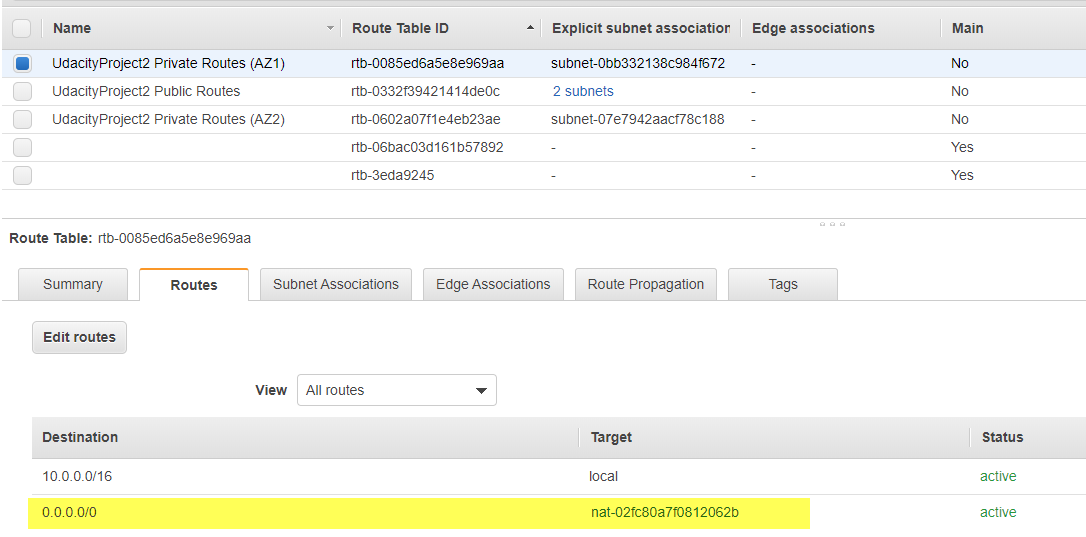 Name Route Table ID Explicit subnet association Edge associations Main
UdacityProject2 Private Routes (AZ1) rtb-0085ed6a5e8e969aa subnet-0bb332138c984f672 - No
UdacityProject2 Public Routes rtb-0332f39421414de0c 2 subnets - No
UdacityProject2 Private Routes (AZ2) rtb-0602a07f1e4eb23ae subnet-07e7942aacf78c188 - No
rtb-06bac03d161b57892 - - Yes
rtb-3eda9245 - - Yes
Route Table: rtb-0085ed6a5e8e969aa
Summary Routes Subnet Associations Edge Associations Route Propagation Tags
Edit routes
View All routes
Destination Target Status
10.0.0.0/16 local active
0.0.0.0/0 nat-02fc80a7f0812062b active